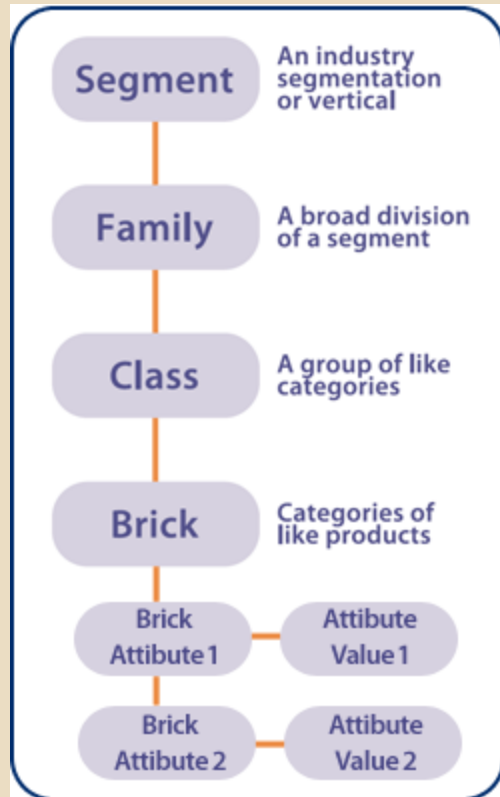 Segment
An industry
segmentation
or vertical
Family
A broad division
of a segment
Class
A group of like
categories
Brick
Categories of
like products
Brick
Attibute 1
Attibute
Value 1
Brick
Attibute 2
Attibute
Value 2